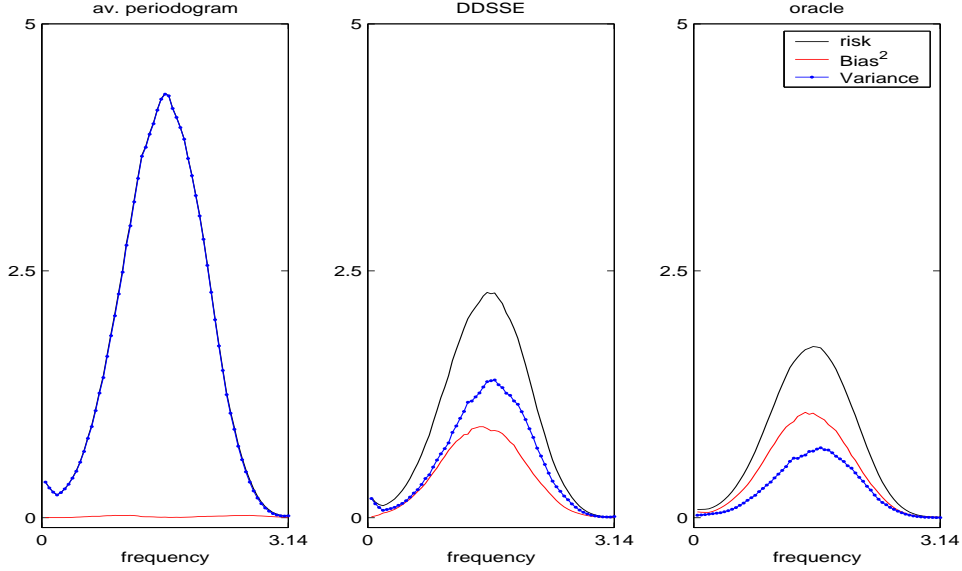 av. periodogram
5
2.5
0
0
3.14
frequency
DDSSE
5
2.5
0
0
3.14
frequency
oracle
5
2.5
0
0
3.14
frequency
risk
Bias²
Variance